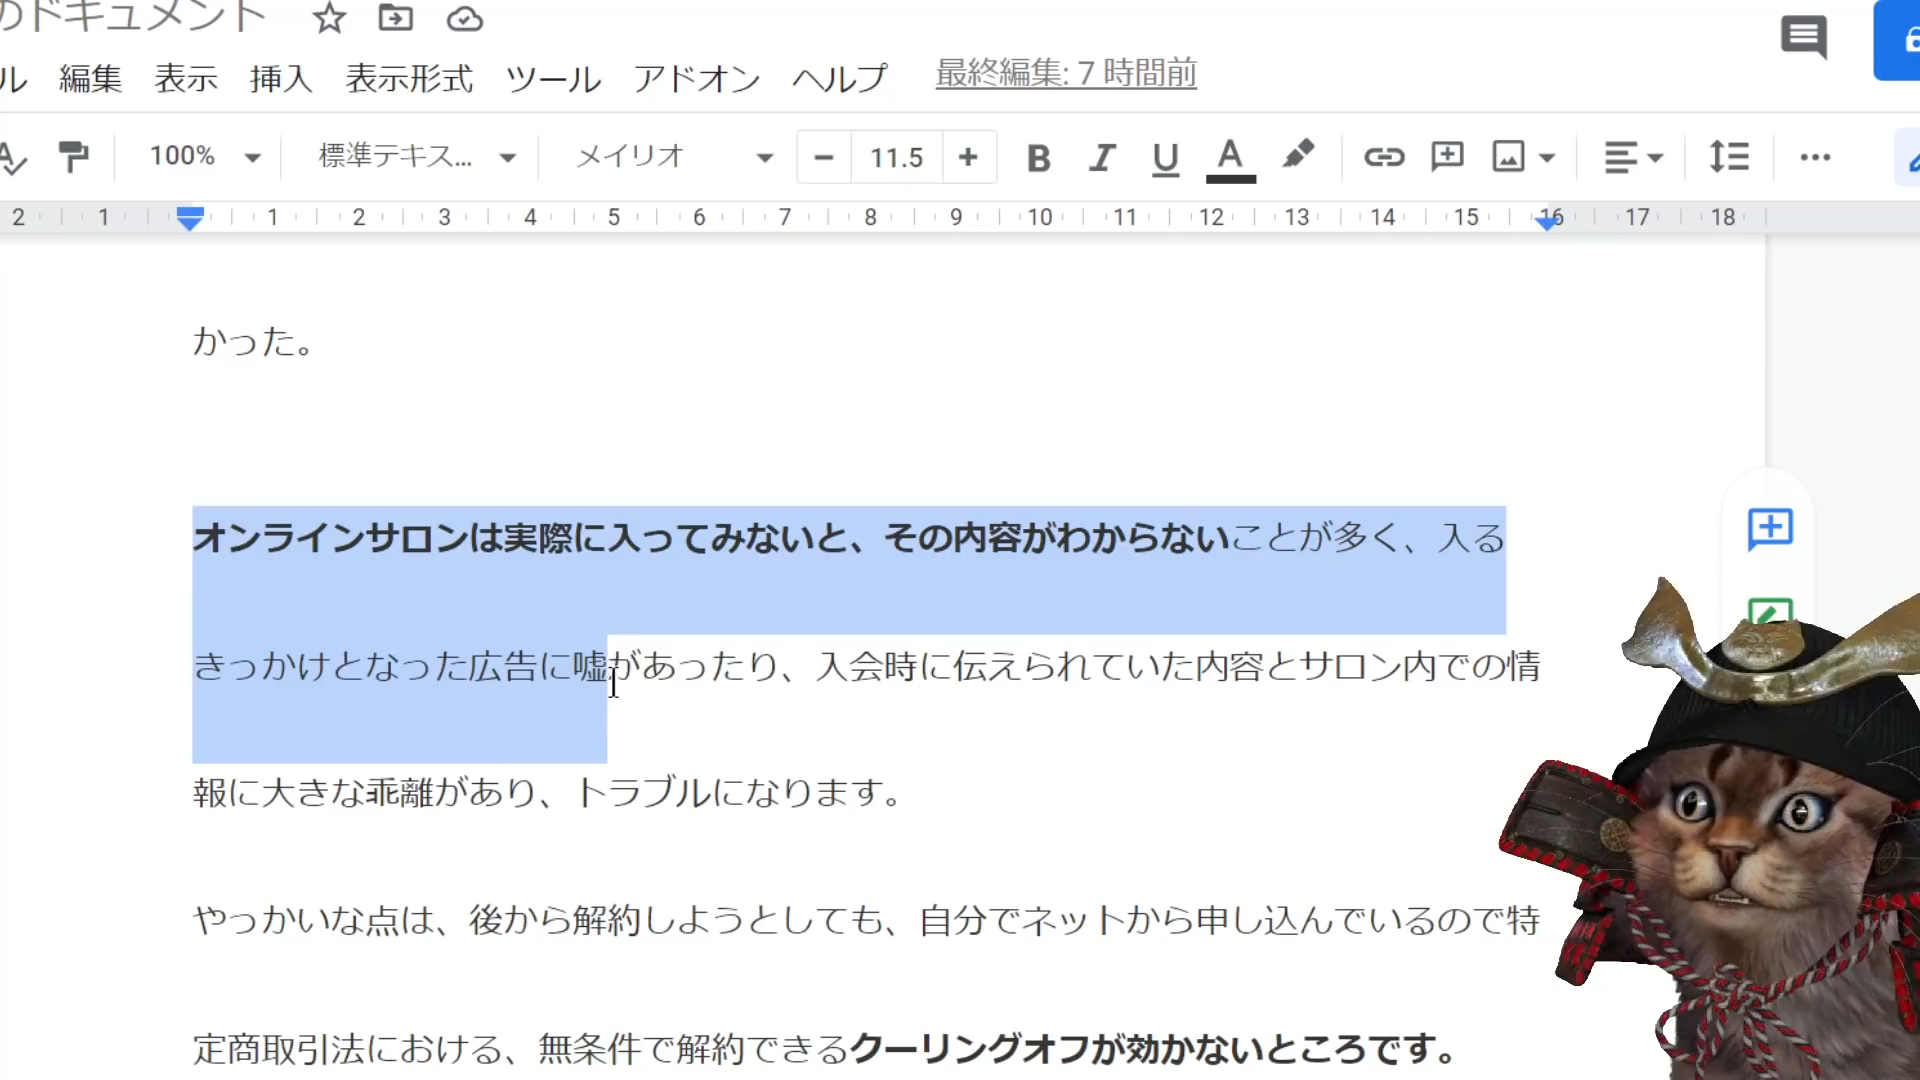 のドキュメント
ル 編集 表示 挿入 表示形式 ツール アドオン ヘルプ 最終編集: 7 時間前
100% 標準テキス... メイリオ − 11.5 + B I U A
2 1 1 2 3 4 5 6 7 8 9 10 11 12 13 14 15 16 17 18
かった。
オンラインサロンは実際に入ってみないと、その内容がわからないことが多く、入る
きっかけとなった広告に嘘があったり、入会時に伝えられていた内容とサロン内での情
報に大きな乖離があり、トラブルになります。
やっかいな点は、後から解約しようとしても、自分でネットから申し込んでいるので特
定商取引法における、無条件で解約できるクーリングオフが効かないところです。